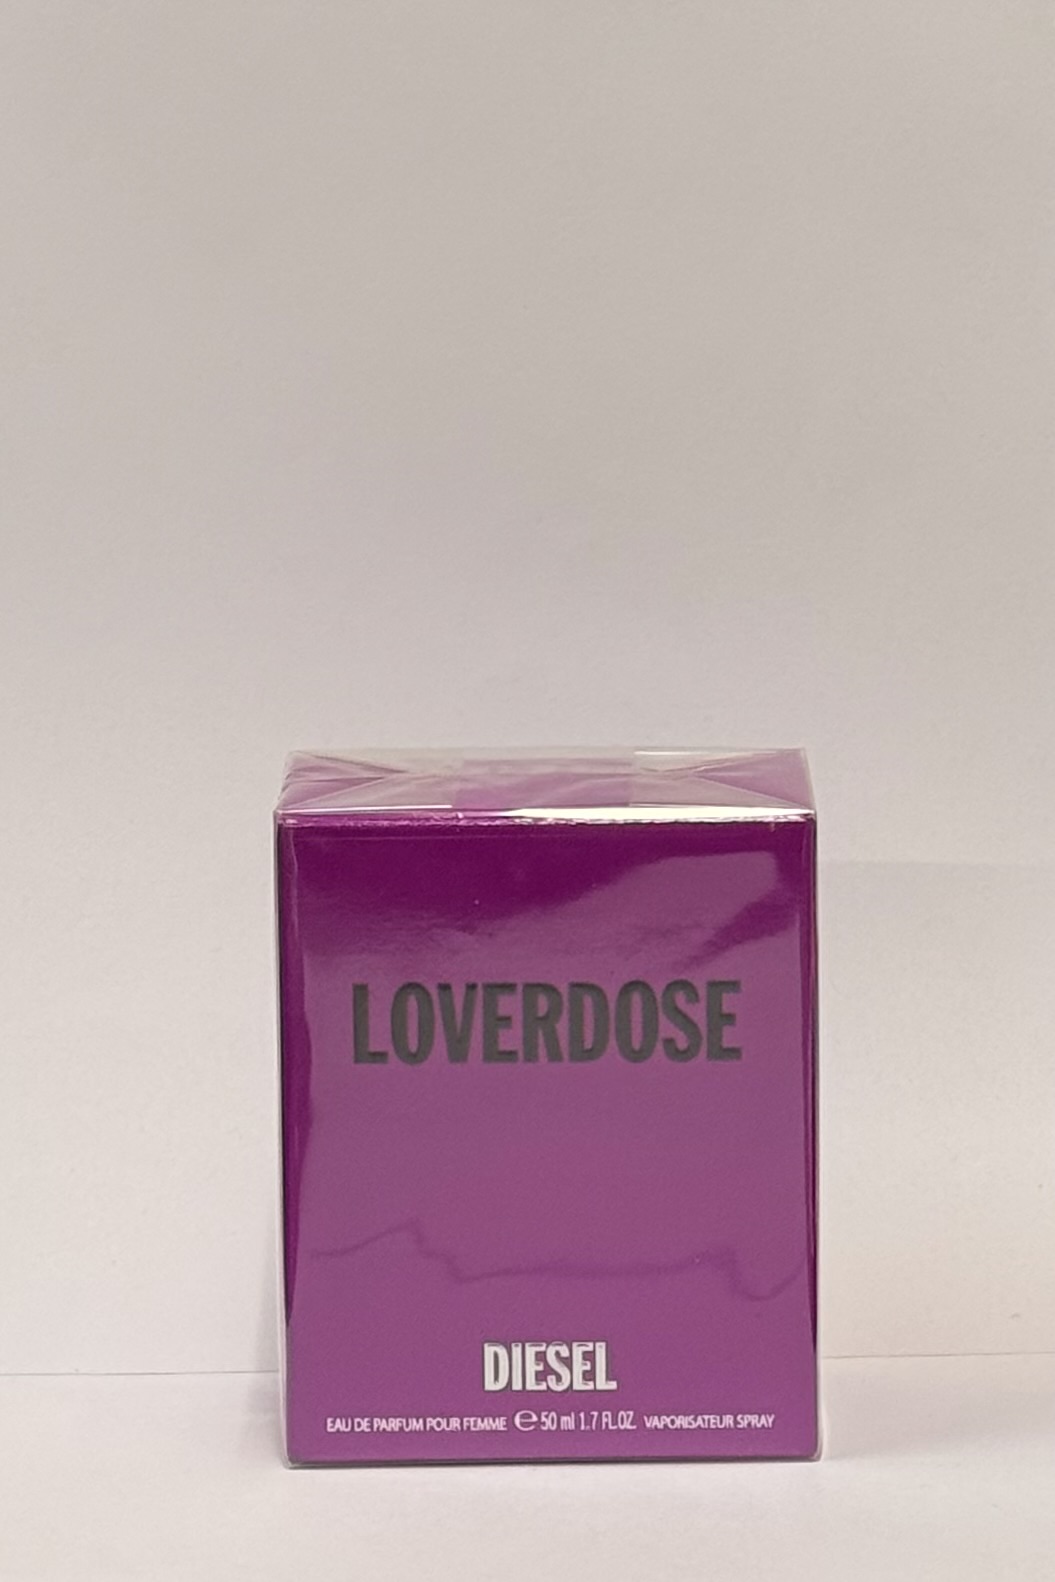 LOVERDOSE
DIESEL
EAU DE PARFUM POUR FEMME ℮ 50 ml 1.7 FL.OZ. VAPORISATEUR SPRAY